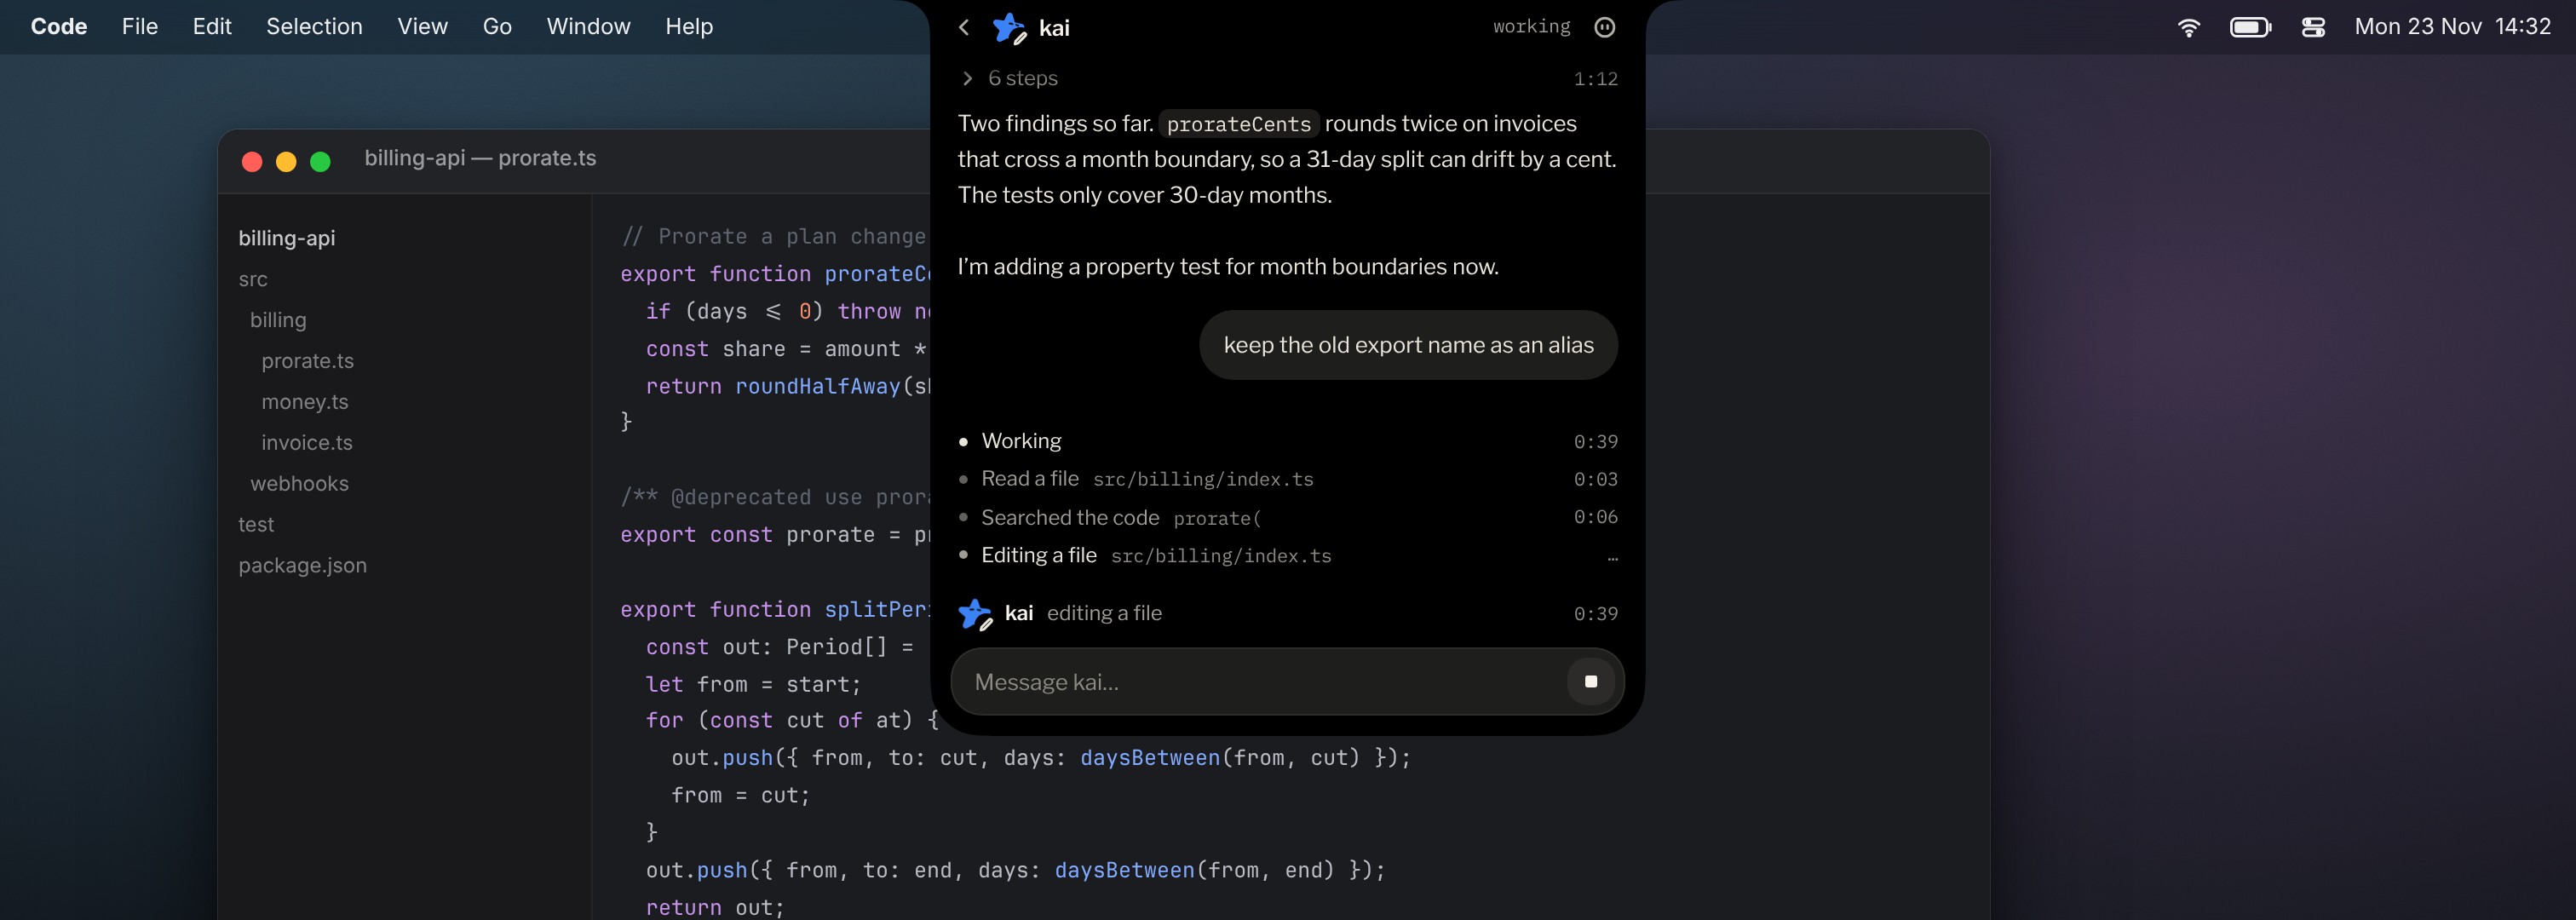 Code File Edit Selection View Go Window Help
Mon 23 Nov 14:32
kai
working
6 steps 1:12
Two findings so far. prorateCents rounds twice on invoices
that cross a month boundary, so a 31-day split can drift by a cent.
The tests only cover 30-day months.
I’m adding a property test for month boundaries now.
keep the old export name as an alias
Working 0:39
Read a file src/billing/index.ts 0:03
Searched the code prorate( 0:06
Editing a file src/billing/index.ts …
kai editing a file 0:39
Message kai...
billing-api — prorate.ts
billing-api
src
billing
prorate.ts
money.ts
invoice.ts
webhooks
test
package.json
// Prorate a plan change
export function prorateC
if (days <= 0) throw
const share = amount *
return roundHalfAway(
}
/** @deprecated use
export const prorate =
export function
const out: Period[] =
let from = start;
for (const cut of at) {
out.push({ from, to: cut, days: daysBetween(from, cut) });
from = cut;
}
out.push({ from, to: end, days: daysBetween(from, end) });
return out;